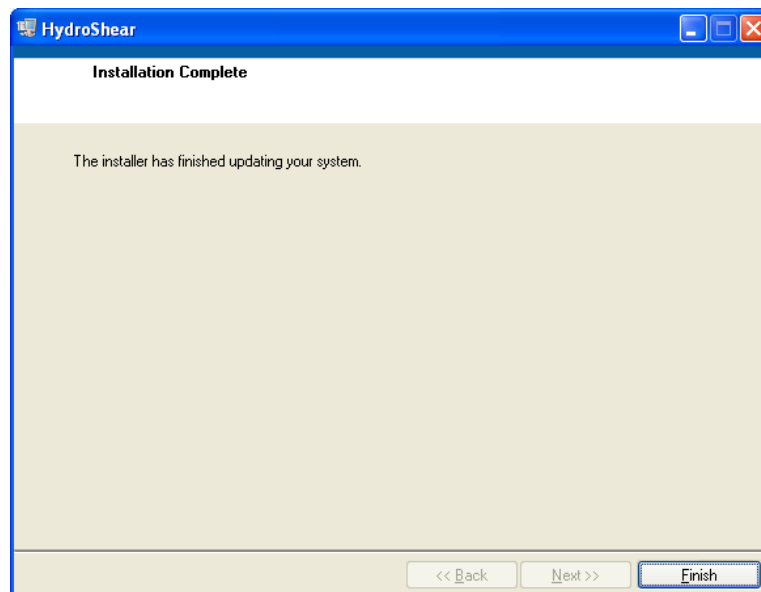 HydroShear
Installation Complete
The installer has finished updating your system.
<< Back Next >> Finish